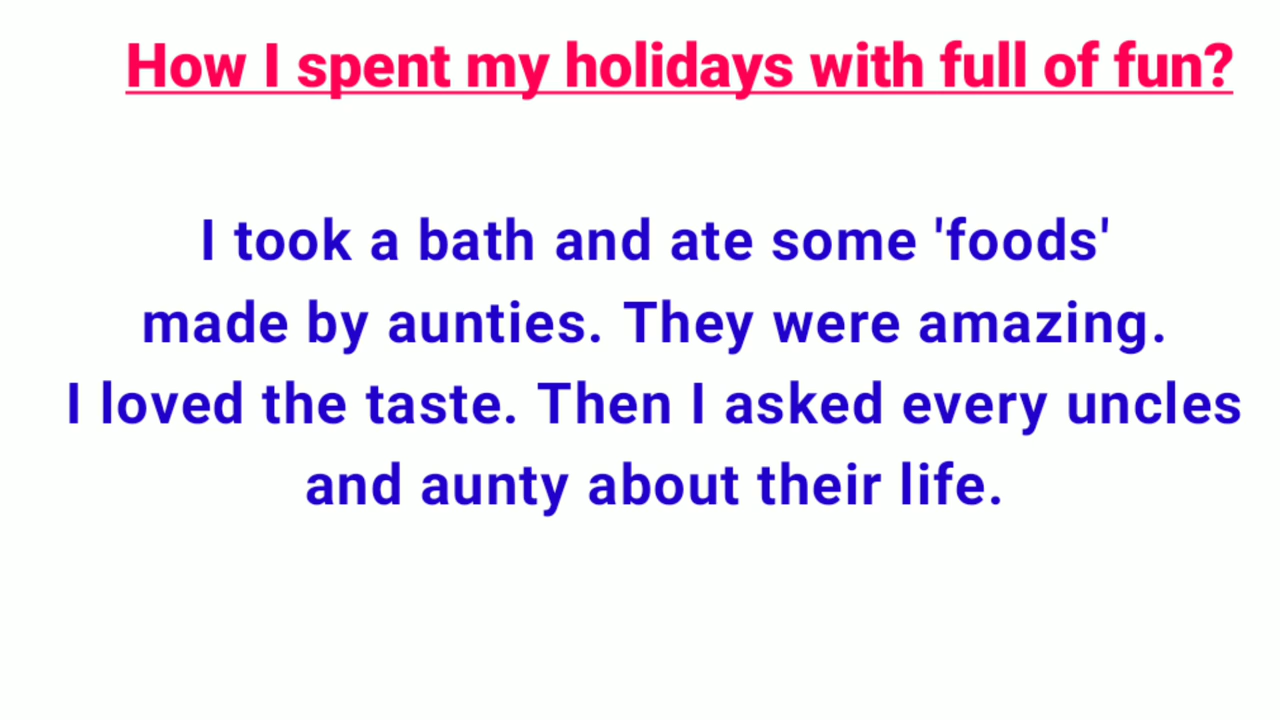 How I spent my holidays with full of fun?
I took a bath and ate some 'foods'
made by aunties. They were amazing.
I loved the taste. Then I asked every uncles
and aunty about their life.